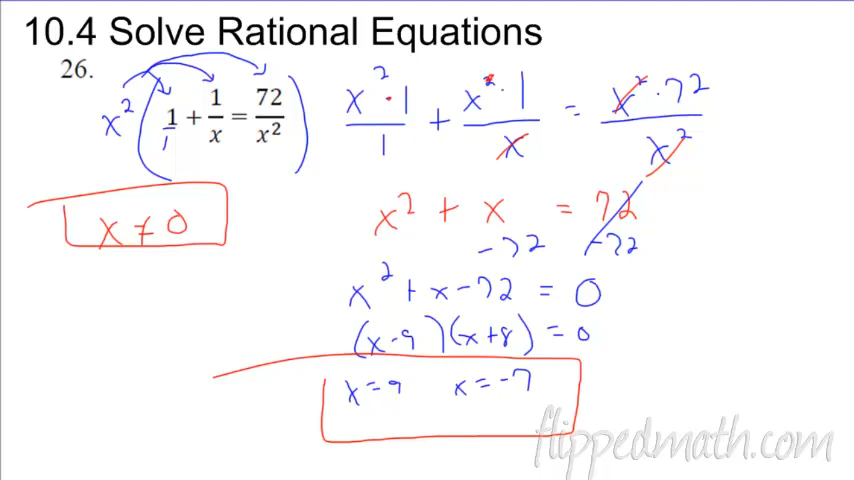 10.4 Solve Rational Equations
26.
x² ( 1/1 + 1/x = 72/x² )
x² · 1 / 1 + x² · 1 / x = x² · 72 / x²
x ≠ 0
x² + x = 72
- 72 - 72
x² + x - 72 = 0
(x - 9)(x + 8) = 0
x = 9 x = -7
flippedmath.com